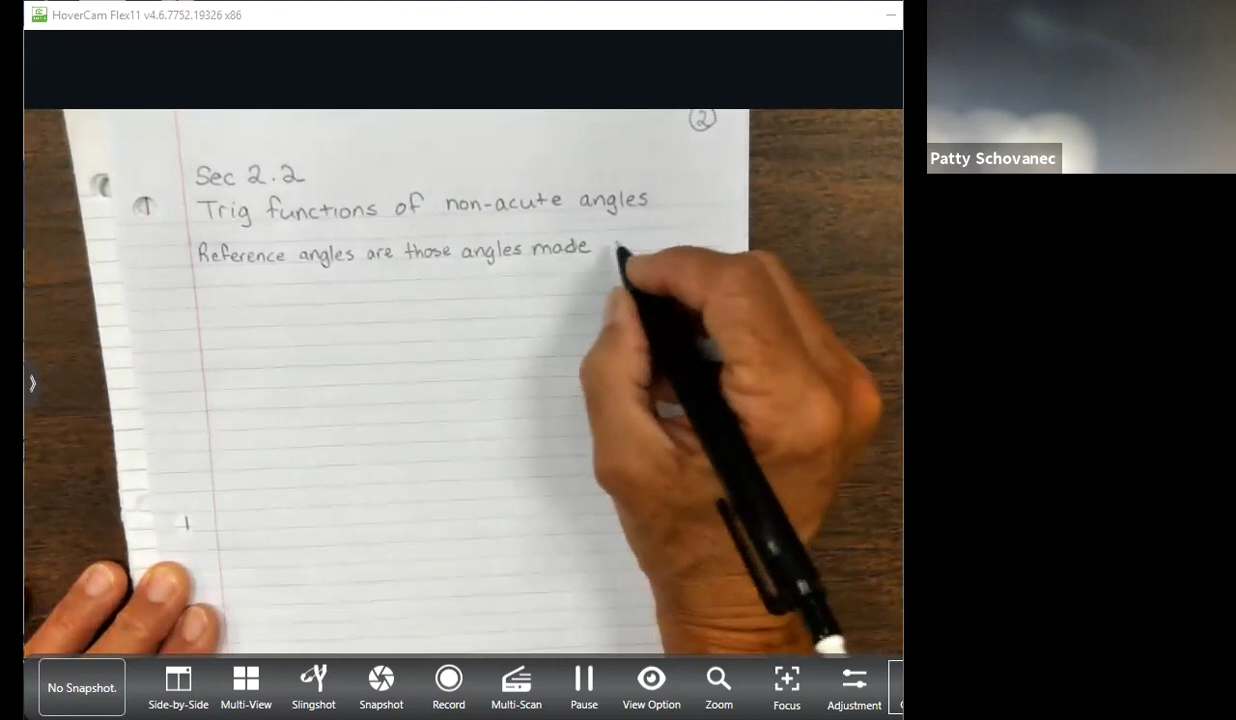 HoverCam Flex11 v4.6.7752.19326 x86
2
Sec 2.2
Trig functions of non-acute angles
Reference angles are those angles made
Patty Schovanec
No Snapshot.
Side-by-Side
Multi-View
Slingshot
Snapshot
Record
Multi-Scan
Pause
View Option
Zoom
Focus
Adjustment